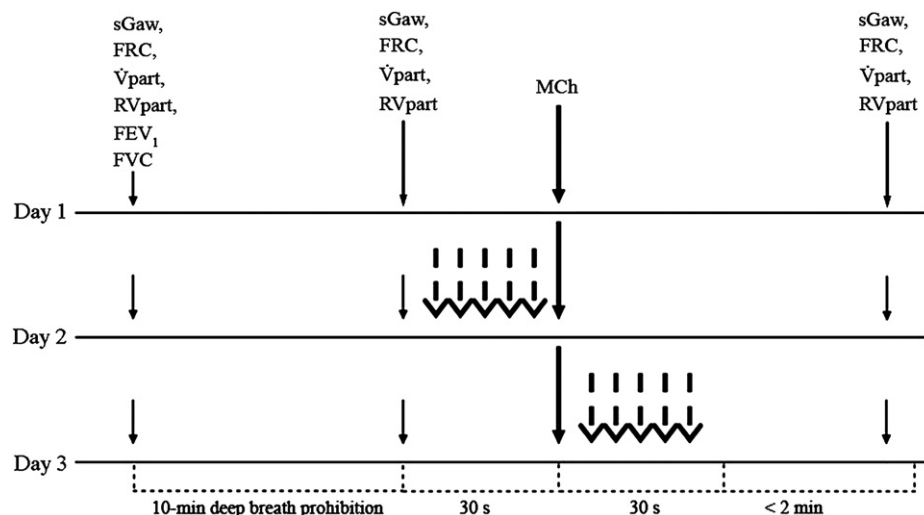 sGaw,
FRC,
V̇part,
RVpart,
FEV₁
FVC
sGaw,
FRC,
V̇part,
RVpart
MCh
sGaw,
FRC,
V̇part,
RVpart
Day 1
Day 2
Day 3
10-min deep breath prohibition
30 s
30 s
< 2 min